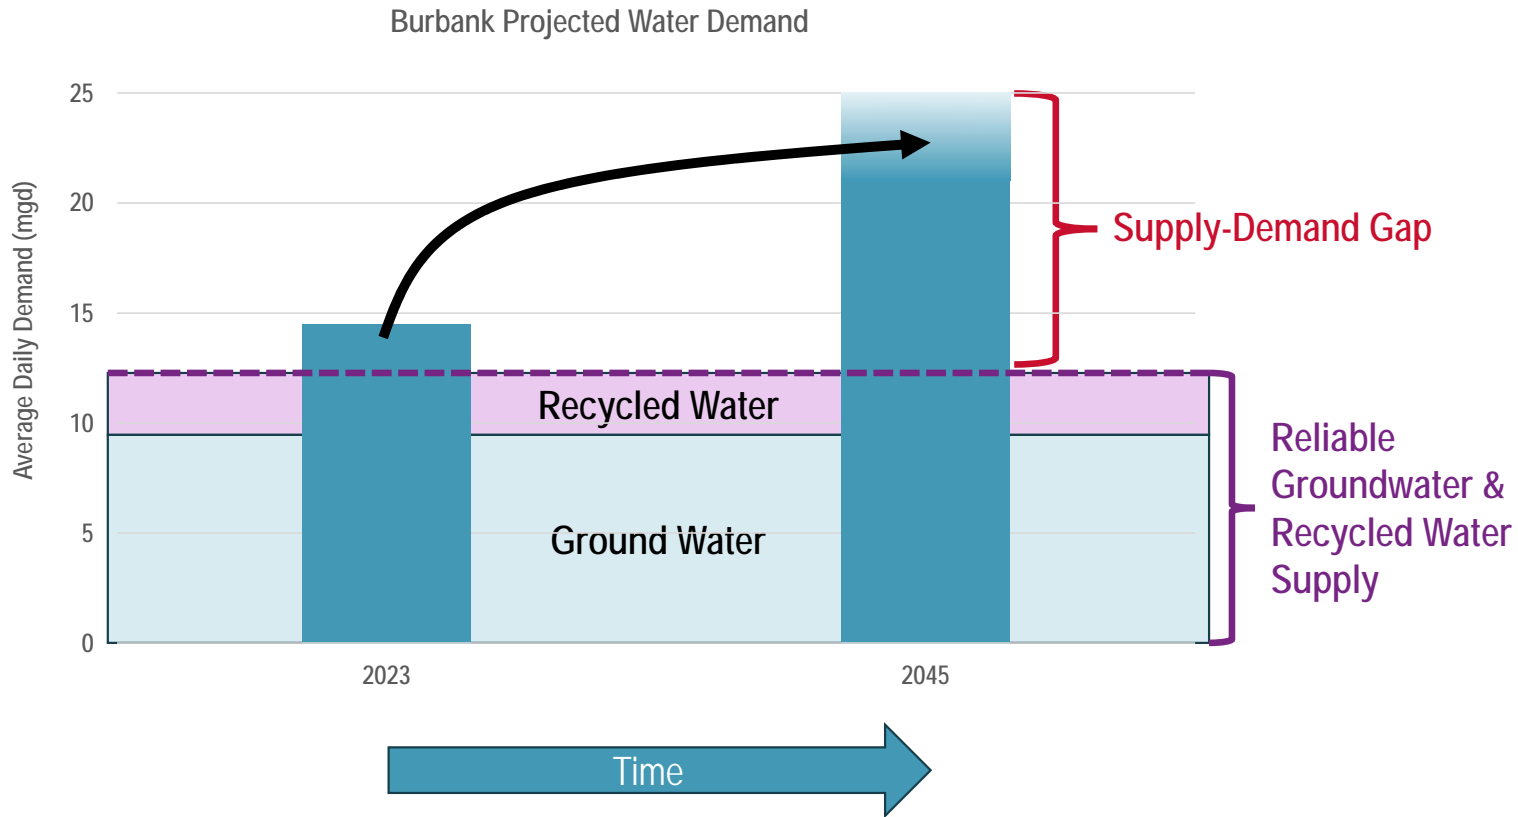 Burbank Projected Water Demand
Average Daily Demand (mgd)
25
20
15
10
5
0
Supply-Demand Gap
Recycled Water
Ground Water
Reliable
Groundwater &
Recycled Water
Supply
2023
2045
Time